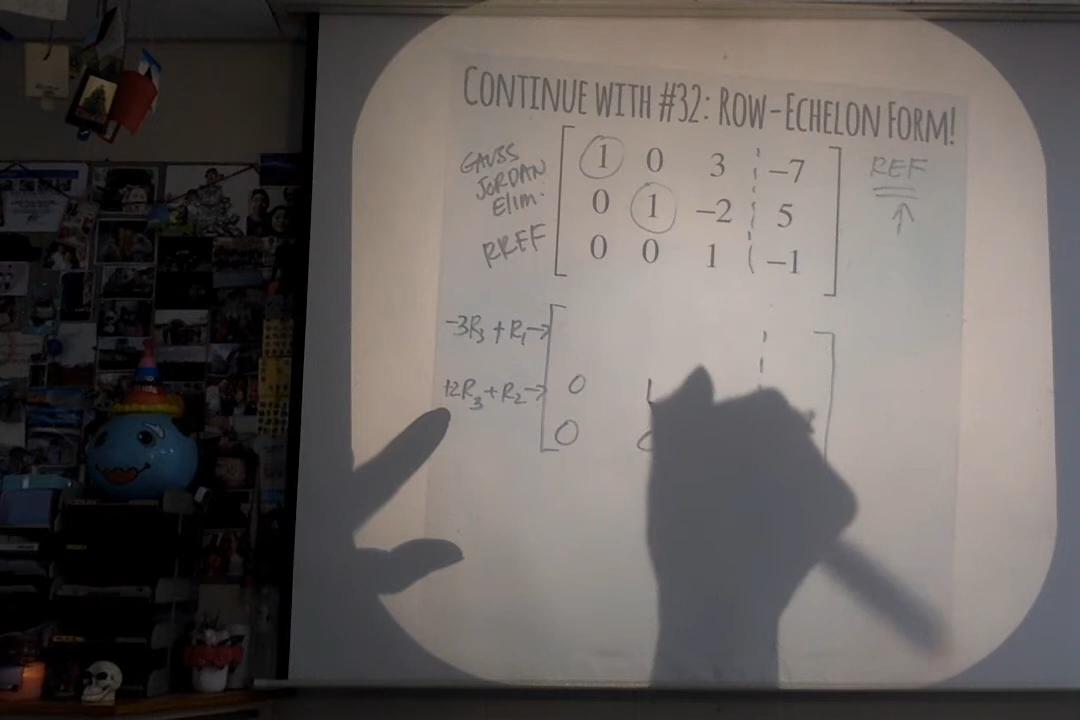 CONTINUE WITH #32: ROW-ECHELON FORM!
GAUSS
JORDAN
Elim.
RREF
1 0 3 -7
0 1 -2 5
0 0 1 -1
REF
-3R3 + R1→
+2R3 + R2→ 0 1
0